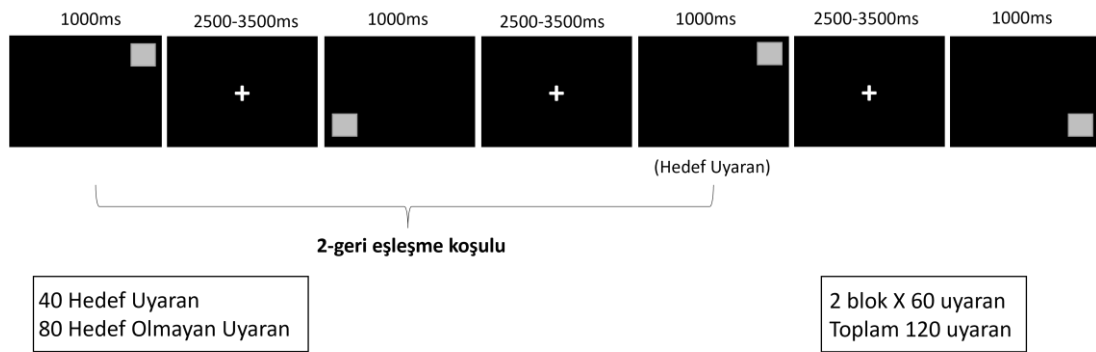 1000ms 2500-3500ms 1000ms 2500-3500ms 1000ms 2500-3500ms 1000ms
(Hedef Uyaran)
2-geri eşleşme koşulu
40 Hedef Uyaran
80 Hedef Olmayan Uyaran
2 blok X 60 uyaran
Toplam 120 uyaran